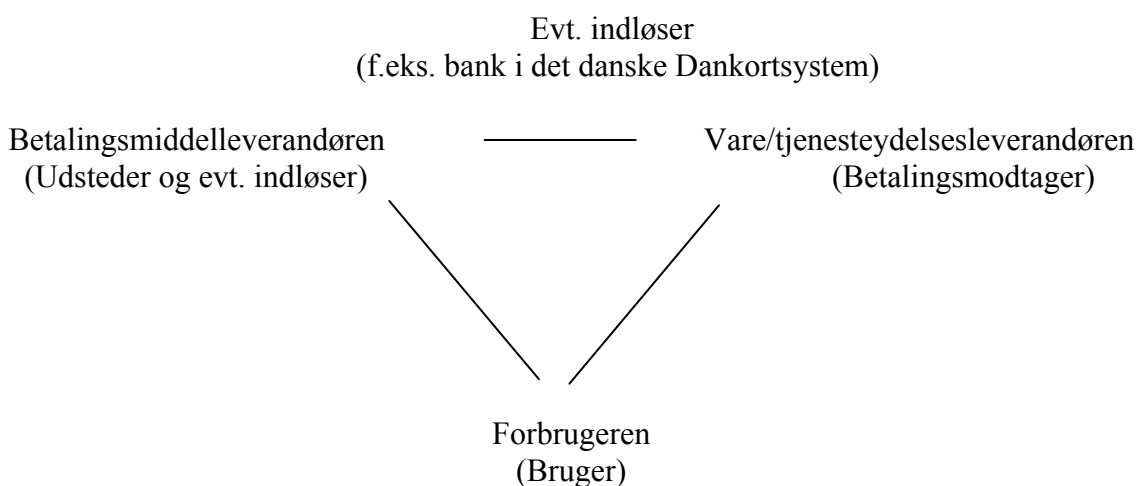 Evt. indløser
(f.eks. bank i det danske Dankortsystem)
Betalingsmiddelleverandøren
(Udsteder og evt. indløser)
Vare/tjenesteydelsesleverandøren
(Betalingsmodtager)
Forbrugeren
(Bruger)